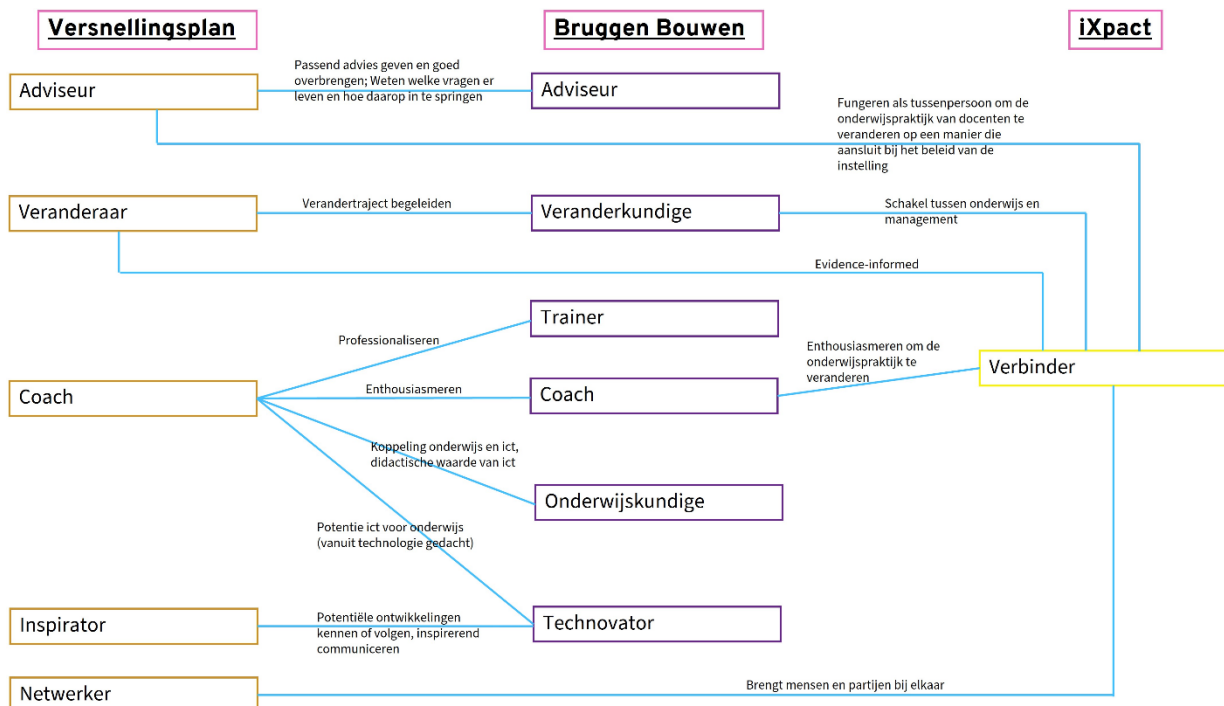 Versnellingsplan
Bruggen Bouwen
iXpact
Adviseur
Passend advies geven en goed
overbrengen; Weten welke vragen er
leven en hoe daarop in te springen
Adviseur
Fungeren als tussenpersoon om de
onderwijspraktijk van docenten te
veranderen op een manier die
aansluit bij het beleid van de
instelling
Veranderaar
Verandertraject begeleiden
Veranderkundige
Schakel tussen onderwijs en
management
Evidence-informed
Trainer
Professionaliseren
Enthousiasmeren om de
onderwijspraktijk te
veranderen
Verbinder
Coach
Enthousiasmeren
Coach
Koppeling onderwijs en ict,
didactische waarde van ict
Onderwijskundige
Potentie ict voor onderwijs
(vanuit technologie gedacht)
Inspirator
Potentiële ontwikkelingen
kennen of volgen, inspirerend
communiceren
Technovator
Netwerker
Brengt mensen en partijen bij elkaar